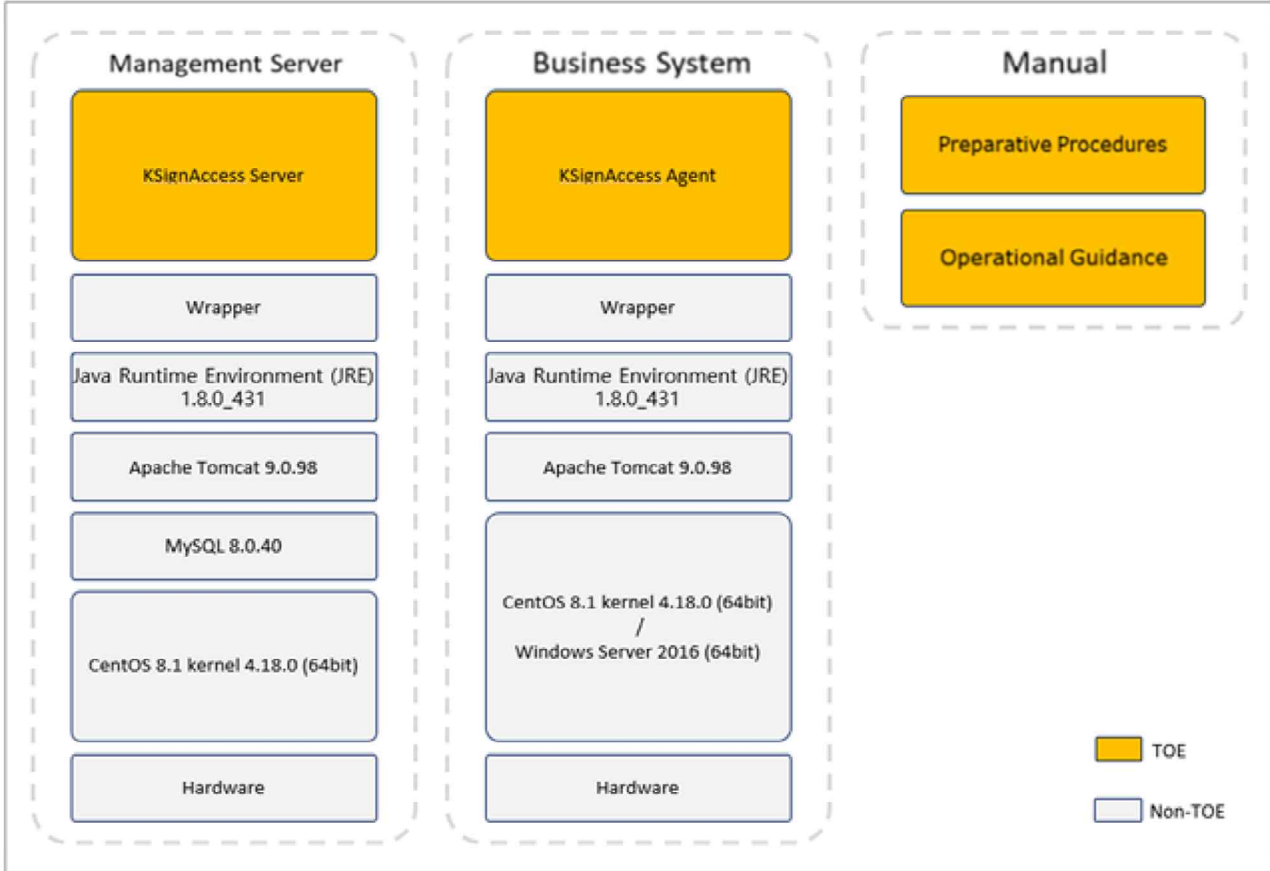 Management Server
KSignAccess Server
Wrapper
Java Runtime Environment (JRE)
1.8.0_431
Apache Tomcat 9.0.98
MySQL 8.0.40
CentOS 8.1 kernel 4.18.0 (64bit)
Hardware
Business System
KSignAccess Agent
Wrapper
Java Runtime Environment (JRE)
1.8.0_431
Apache Tomcat 9.0.98
CentOS 8.1 kernel 4.18.0 (64bit)
/
Windows Server 2016 (64bit)
Hardware
Manual
Preparative Procedures
Operational Guidance
TOE
Non-TOE